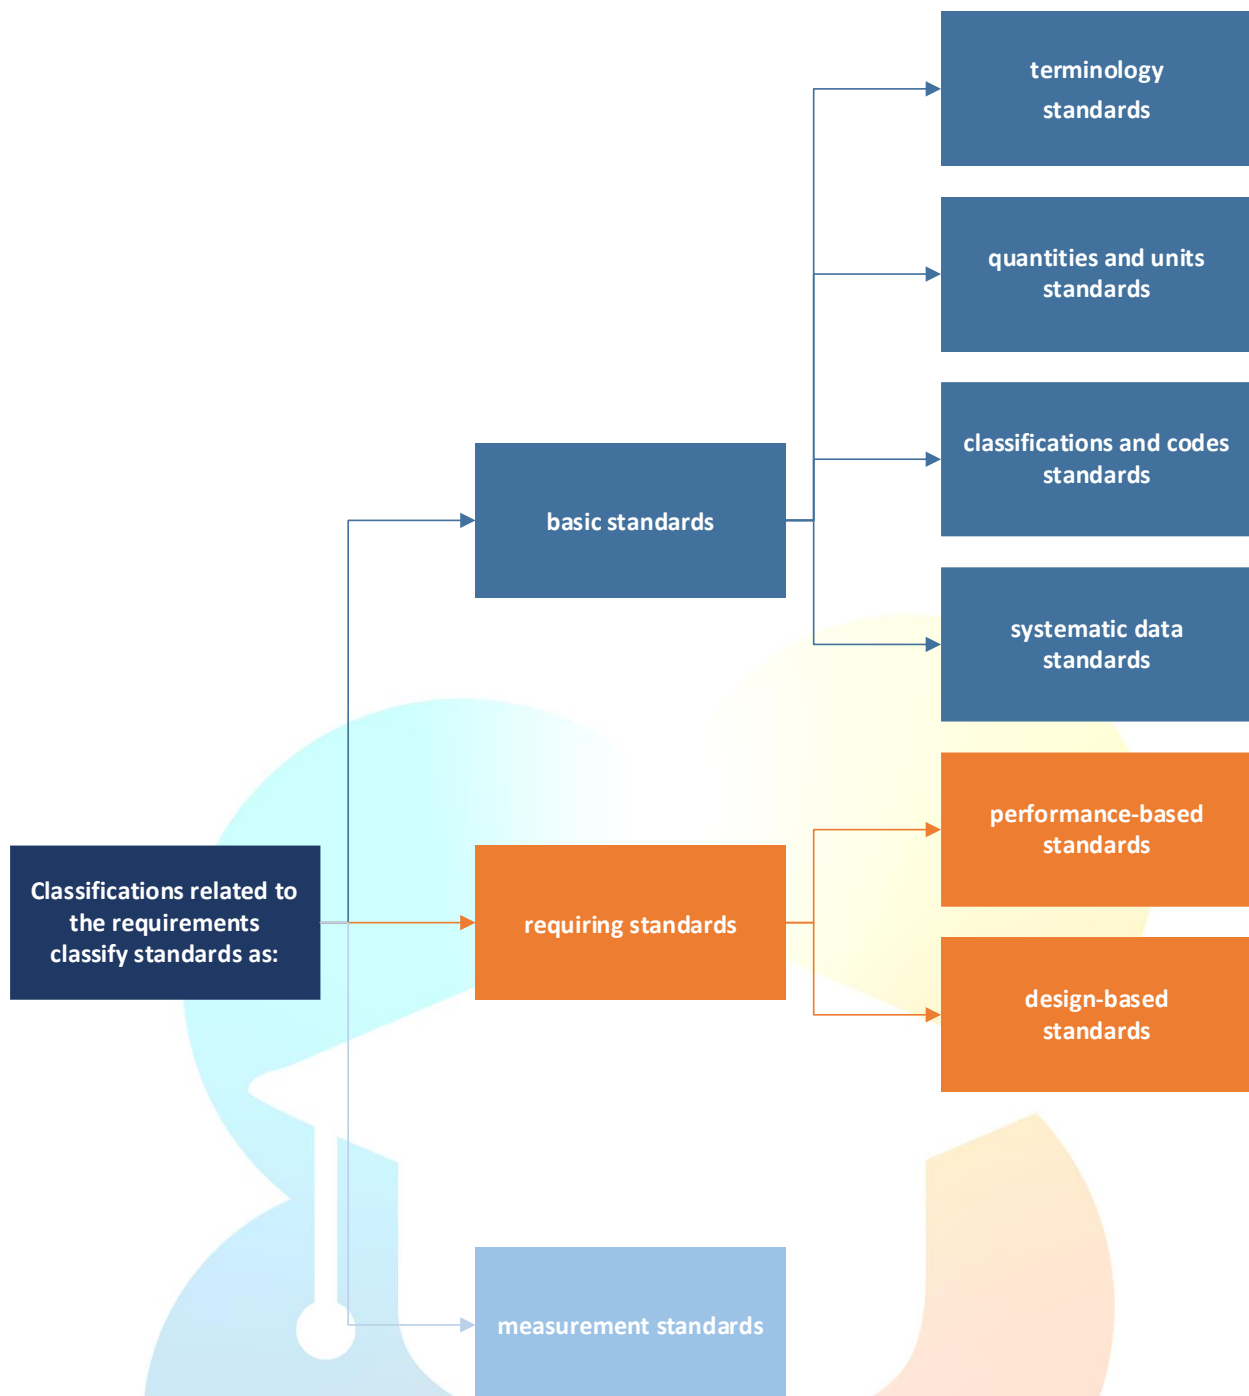 terminology
standards
quantities and units
standards
classifications and codes
standards
basic standards
systematic data
standards
performance-based
standards
Classifications related to
the requirements
classify standards as:
requiring standards
design-based
standards
measurement standards